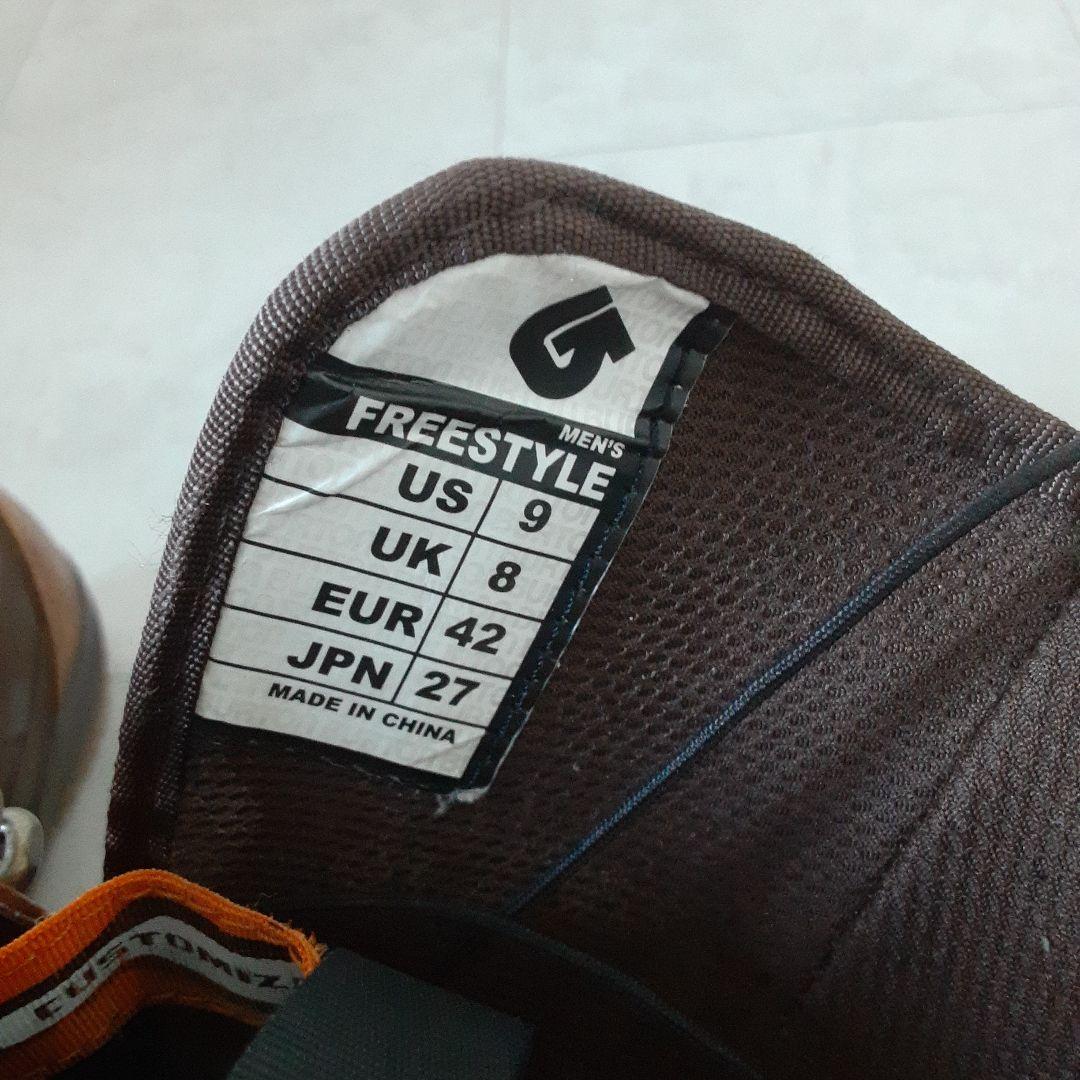 MEN'S
FREESTYLE
US 9
UK 8
EUR 42
JPN 27
MADE IN CHINA